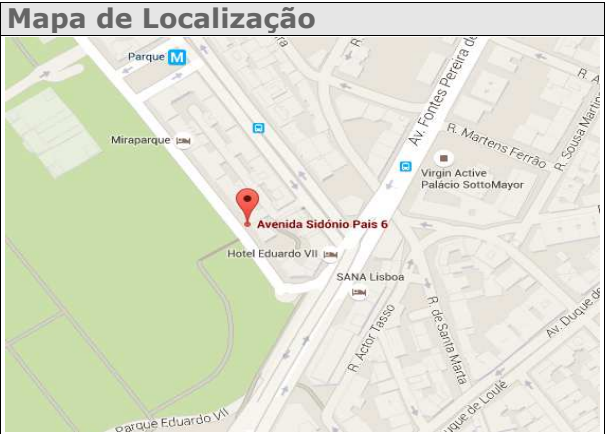 Mapa de Localização
Parque M
Av. Fontes Pereira de
R. A
R. Martens Ferrão
R. Sousa Martins
Miraparque
Virgin Active
Palácio SottoMayor
Avenida Sidónio Pais 6
Hotel Eduardo VII
SANA Lisboa
R. Actor Tasso
R. de Santa Marta
Av. Duque de
uque de Loulé
Parque Eduardo VII